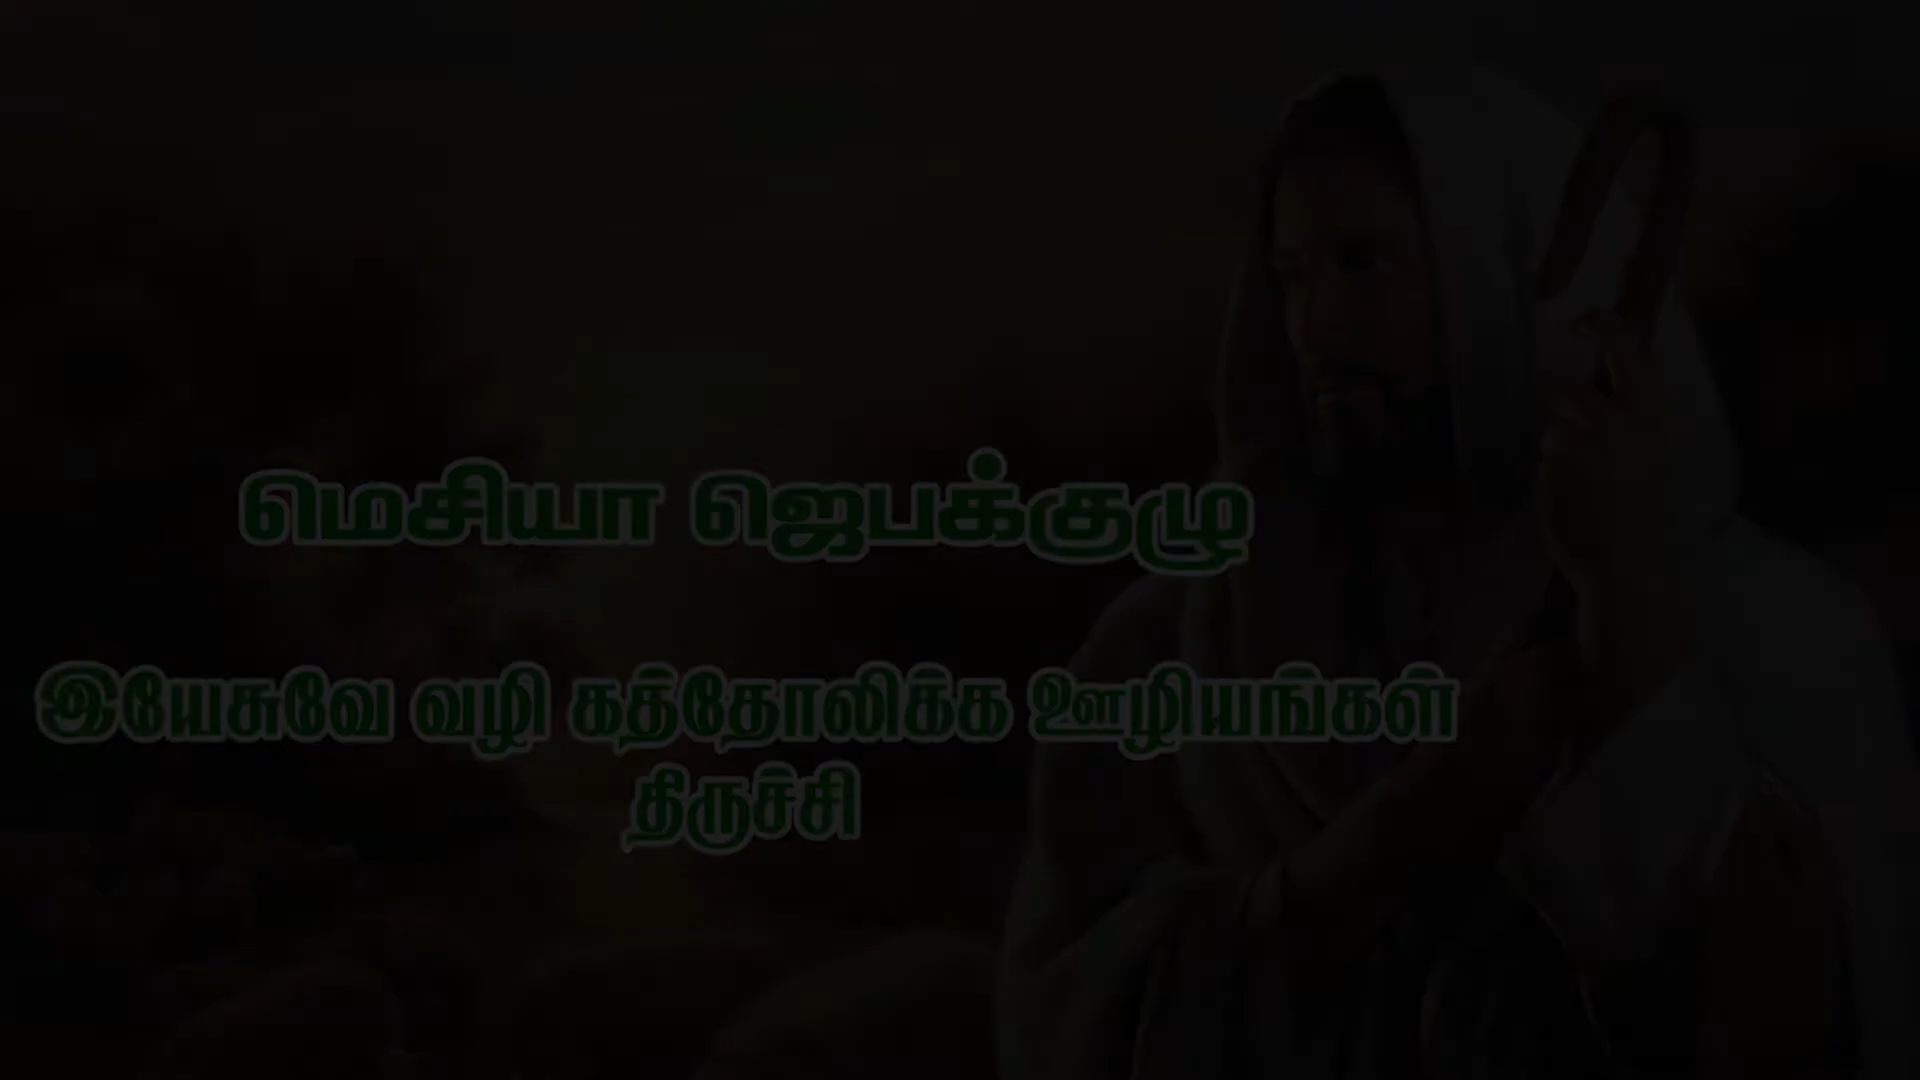 மெசியா ஜெபக்குழு
இயேசுவே வழி கத்தோலிக்க ஊழியங்கள்
திருச்சி